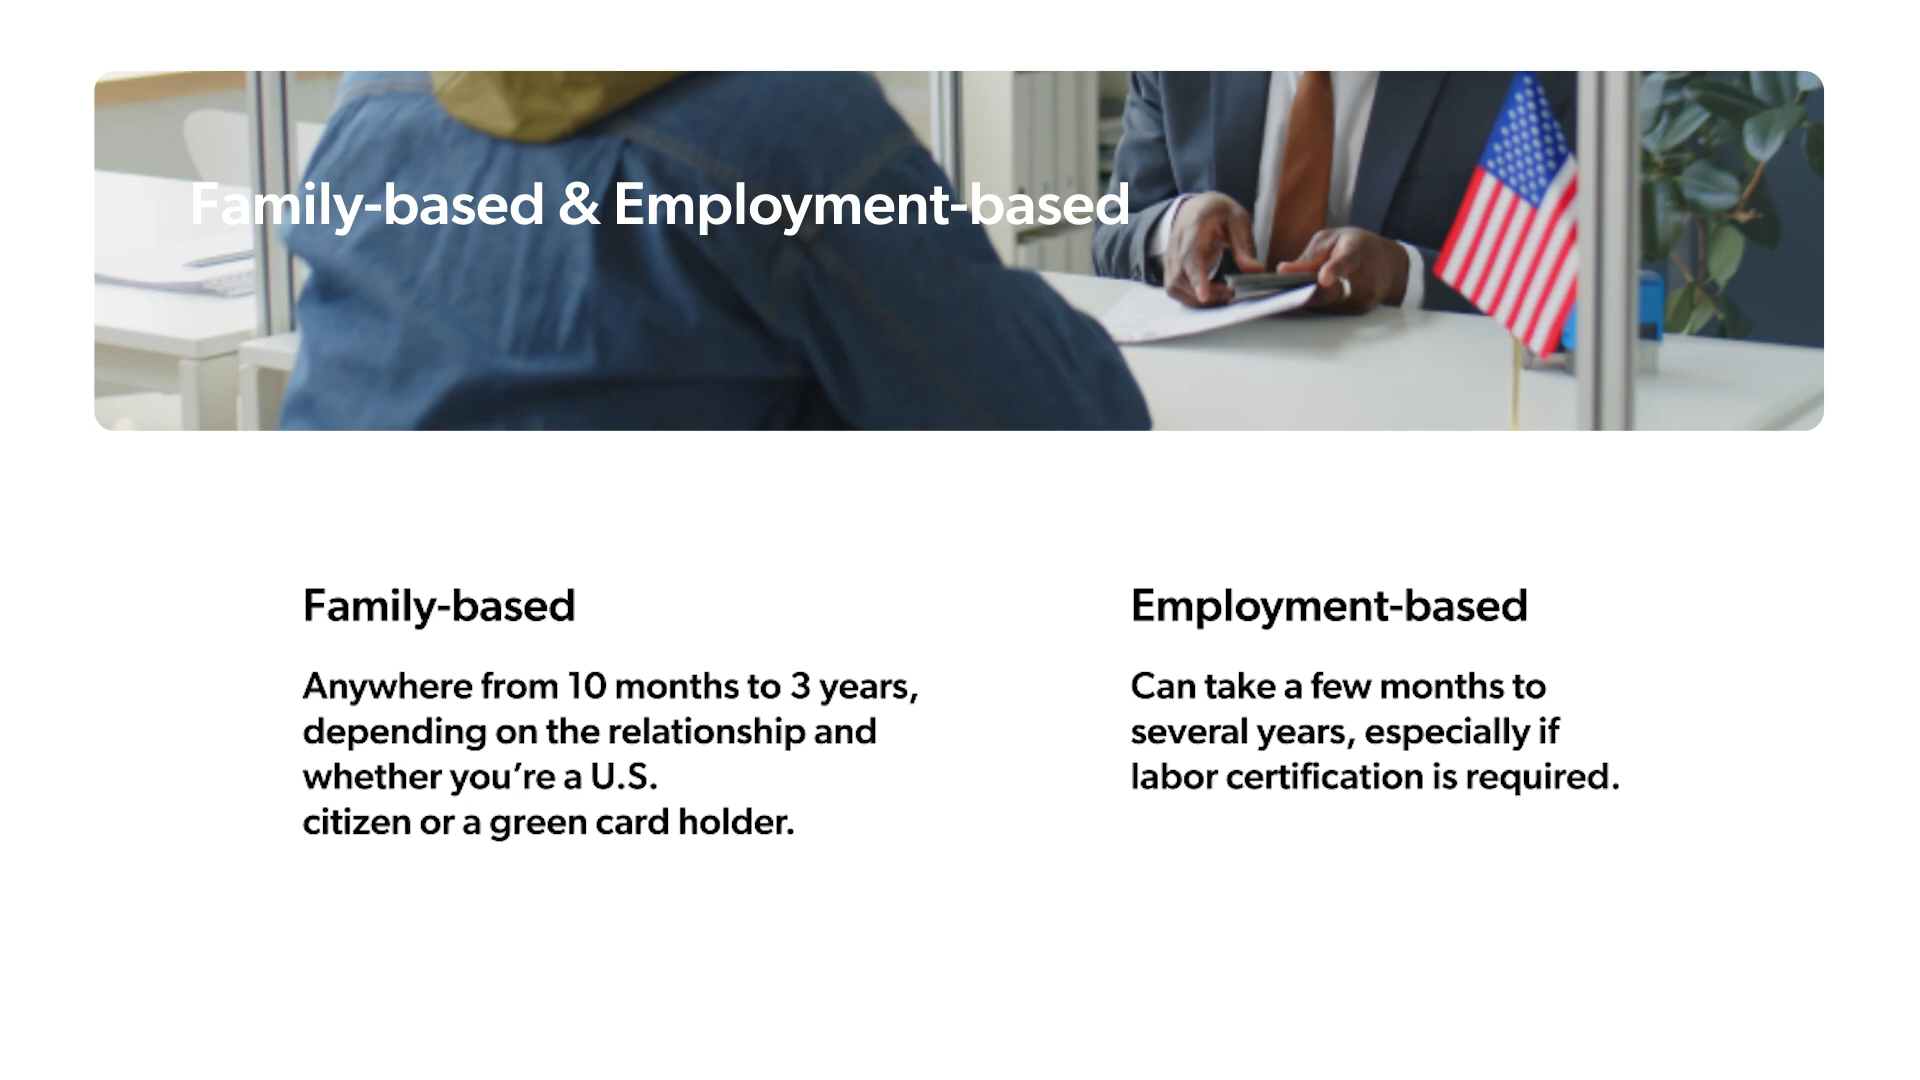 Family-based & Employment-based
Family-based
Anywhere from 10 months to 3 years,
depending on the relationship and
whether you’re a U.S.
citizen or a green card holder.
Employment-based
Can take a few months to
several years, especially if
labor certification is required.